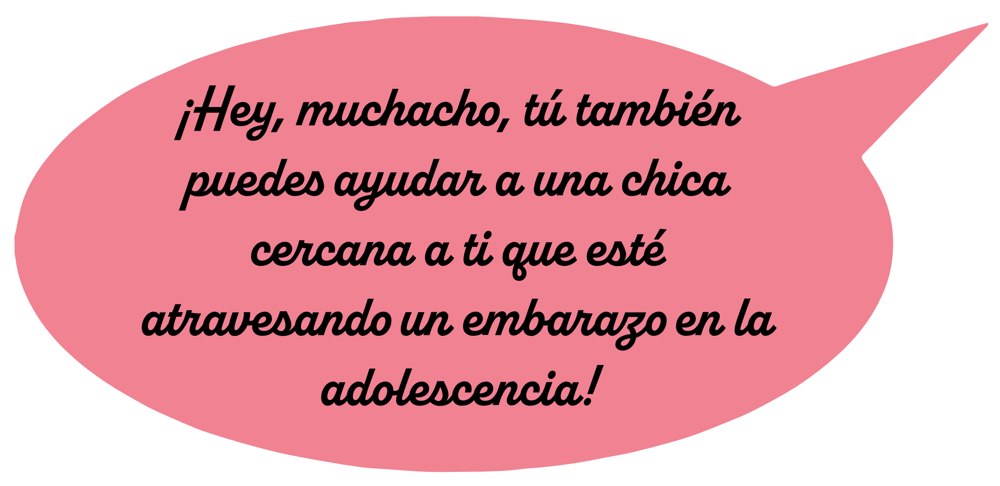 ¡Hey, muchacho, tú también
puedes ayudar a una chica
cercana a ti que esté
atravesando un embarazo en la
adolescencia!